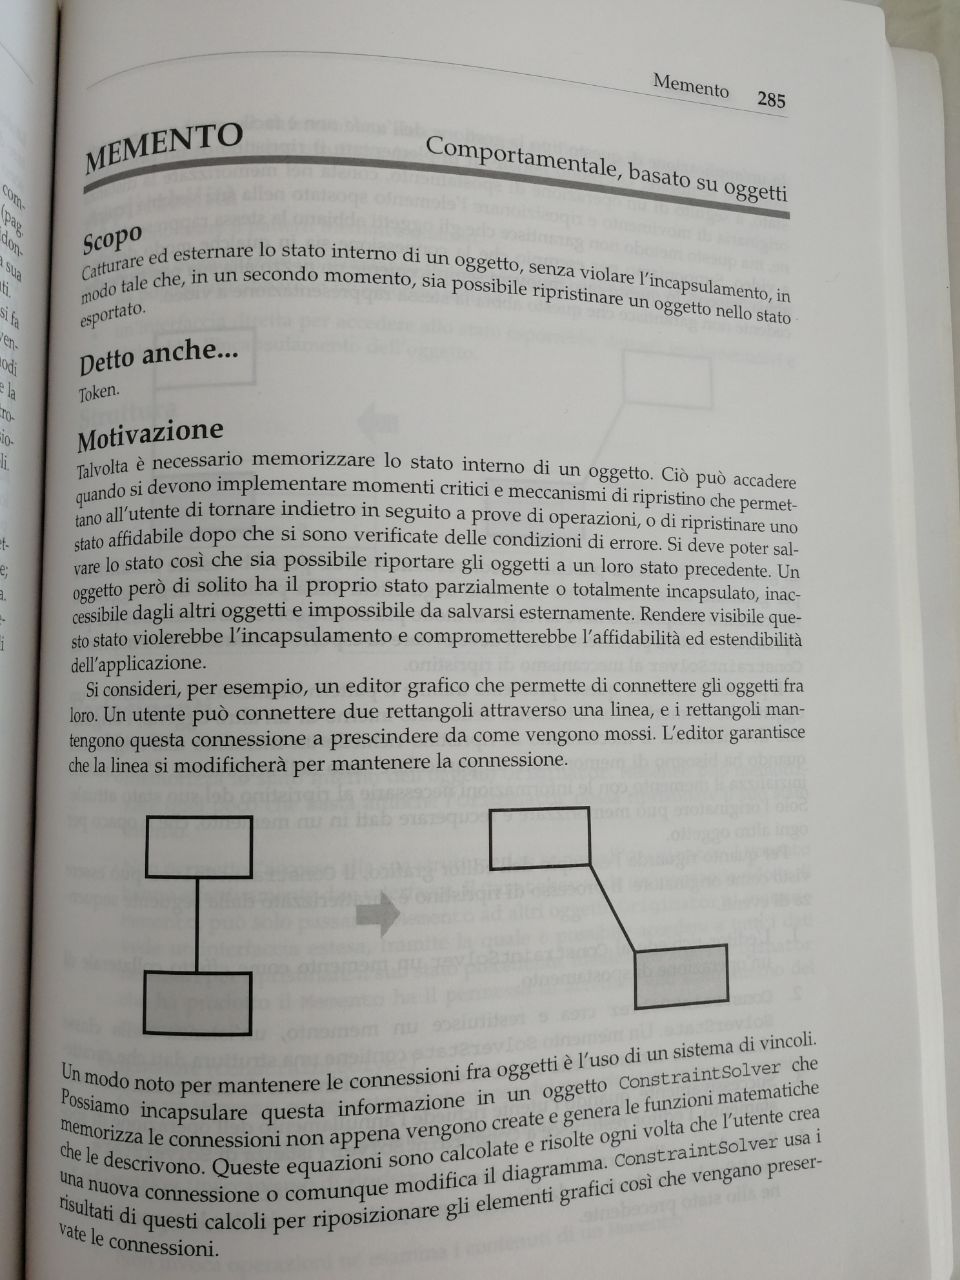 Memento 285
MEMENTO
Comportamentale, basato su oggetti
Scopo
Catturare ed esternare lo stato interno di un oggetto, senza violare l'incapsulamento, in
modo tale che, in un secondo momento, sia possibile ripristinare un oggetto nello stato
esportato.
Detto anche...
Token.
Motivazione
Talvolta è necessario memorizzare lo stato interno di un oggetto. Ciò può accadere
quando si devono implementare momenti critici e meccanismi di ripristino che permet-
tano all'utente di tornare indietro in seguito a prove di operazioni, o di ripristinare uno
stato affidabile dopo che si sono verificate delle condizioni di errore. Si deve poter sal-
vare lo stato così che sia possibile riportare gli oggetti a un loro stato precedente. Un
oggetto però di solito ha il proprio stato parzialmente o totalmente incapsulato, inac-
cessibile dagli altri oggetti e impossibile da salvarsi esternamente. Rendere visibile que-
sto stato violerebbe l'incapsulamento e comprometterebbe l'affidabilità ed estendibilità
dell'applicazione.
Si consideri, per esempio, un editor grafico che permette di connettere gli oggetti fra
loro. Un utente può connettere due rettangoli attraverso una linea, e i rettangoli man-
tengono questa connessione a prescindere da come vengono mossi. L'editor garantisce
che la linea si modificherà per mantenere la connessione.
Un modo noto per mantenere le connessioni fra oggetti è l'uso di un sistema di vincoli.
Possiamo incapsulare questa informazione in un oggetto ConstraintSolver che
memorizza le connessioni non appena vengono create e genera le funzioni matematiche
che le descrivono. Queste equazioni sono calcolate e risolte ogni volta che l'utente crea
una nuova connessione o comunque modifica il diagramma. ConstraintSolver usa i
risultati di questi calcoli per riposizionare gli elementi grafici così che vengano preser-
vate le connessioni.